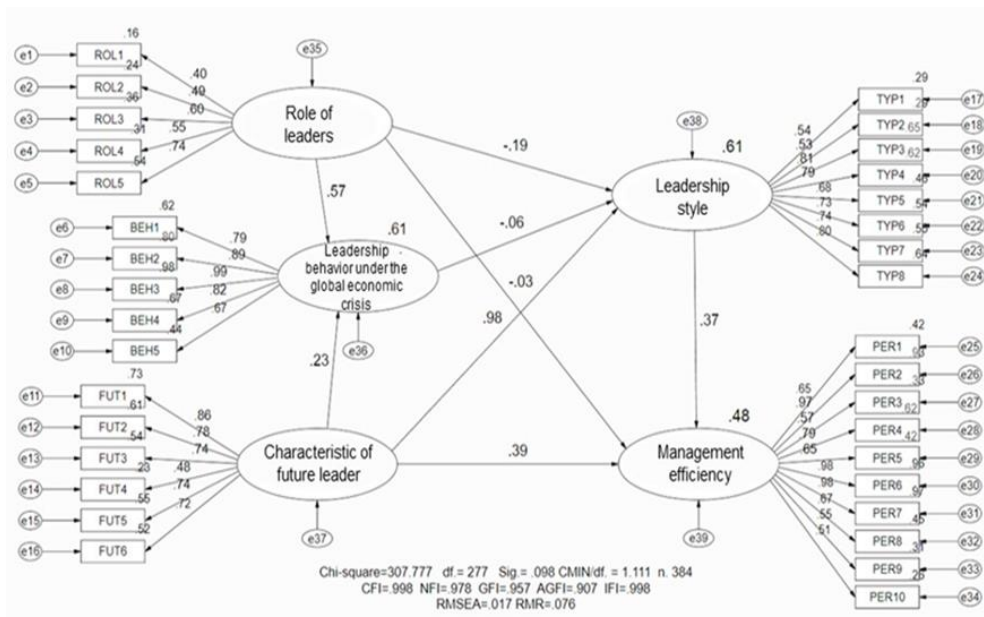 .16
e1 ROL1
.24
.40
e2 ROL2
.49
.36
e3 ROL3
.60
.31
e4 ROL4
.55
.54
e5 ROL5
.74
e35
Role of
leaders
.57
-.19
.62
e6 BEH1
.79
.80
e7 BEH2
.89
.98
e8 BEH3
.99
.67
e9 BEH4
.82
.44
e10 BEH5
.67
.61
Leadership
behavior under the
global economic
crisis
e36
-.06
-.03
.23
.98
.73
e11 FUT1
.86
.61
e12 FUT2
.78
.54
e13 FUT3
.74
.23
e14 FUT4
.48
.55
e15 FUT5
.74
.52
e16 FUT6
.72
Characteristic of
future leader
e37
.39
e38
.61
Leadership
style
.37
.29
TYP1 e17
.54
TYP2 e18
.53
.65
TYP3 e19
.81
.62
TYP4 e20
.79
.46
TYP5 e21
.68
.54
TYP6 e22
.73
.55
TYP7 e23
.74
.64
TYP8 e24
.80
.48
Management
efficiency
e39
.42
PER1 e25
.65
.93
PER2 e26
.97
.33
PER3 e27
.57
.62
PER4 e28
.79
.42
PER5 e29
.65
.96
PER6 e30
.98
.97
PER7 e31
.98
.45
PER8 e32
.67
.31
PER9 e33
.55
PER10 e34
.51
Chi-square=307.777 df.= 277 Sig.= .098 CMIN/df. = 1.111 n. 384
CFI=.998 NFI=.978 GFI=.957 AGFI=.907 IFI=.998
RMSEA=.017 RMR=.076